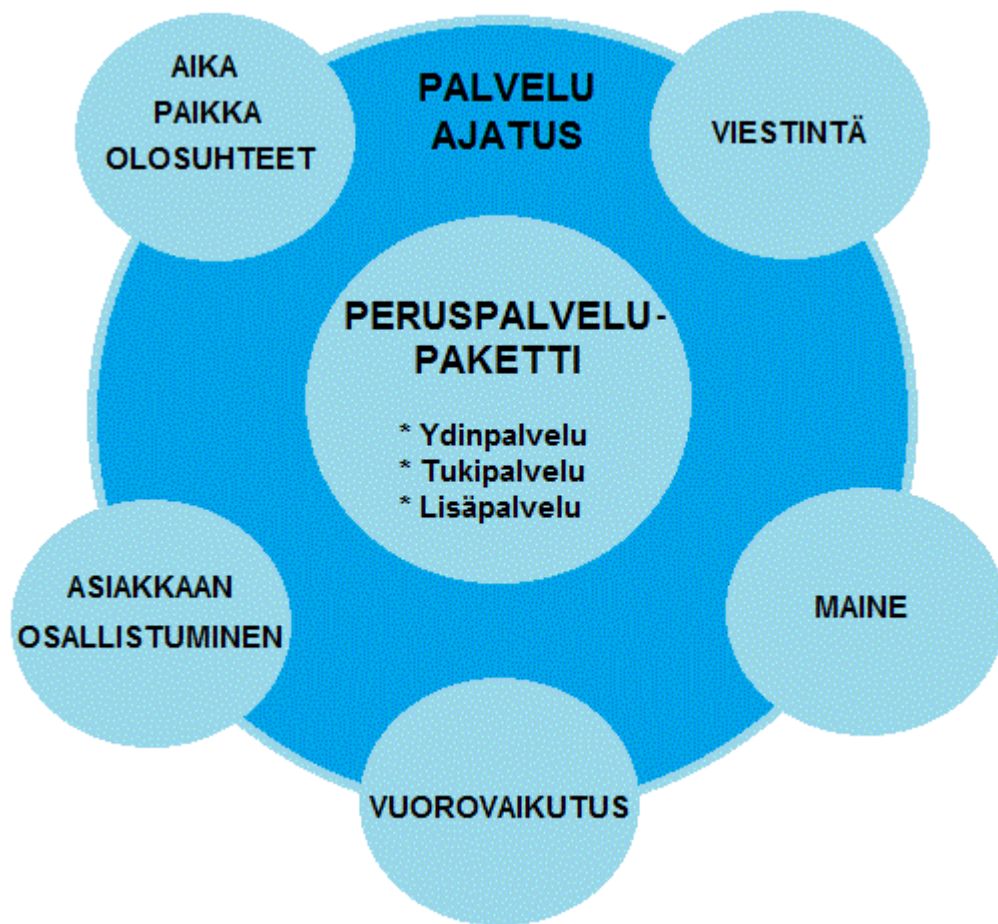 AIKA
PAIKKA
OLOSUHTEET
PALVELU
AJATUS
VIESTINTÄ
PERUSPALVELU-
PAKETTI
* Ydinpalvelu
* Tukipalvelu
* Lisäpalvelu
ASIAKKAAN
OSALLISTUMINEN
MAINE
VUOROVAIKUTUS